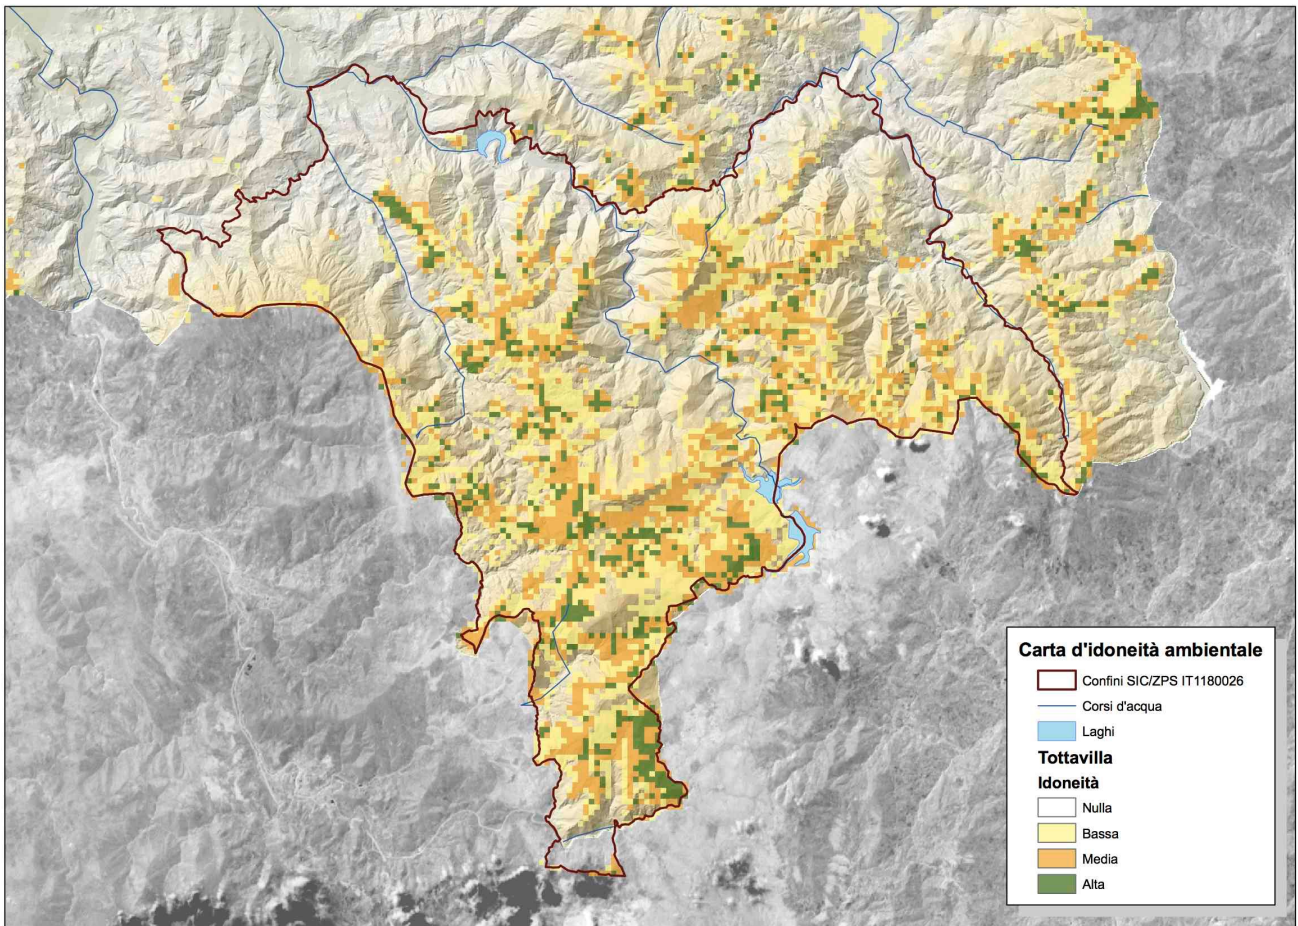 Carta d'idoneità ambientale
Confini SIC/ZPS IT1180026
Corsi d'acqua
Laghi
Tottavilla
Idoneità
Nulla
Bassa
Media
Alta